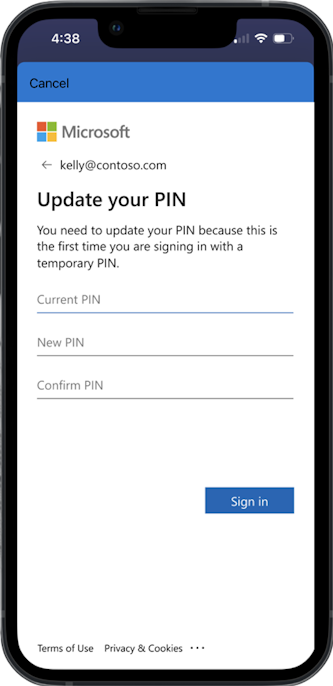 4:38
Cancel
Microsoft
← kelly@contoso.com
Update your PIN
You need to update your PIN because this is
the first time you are signing in with a
temporary PIN.
Current PIN
New PIN
Confirm PIN
Sign in
Terms of Use Privacy & Cookies ···